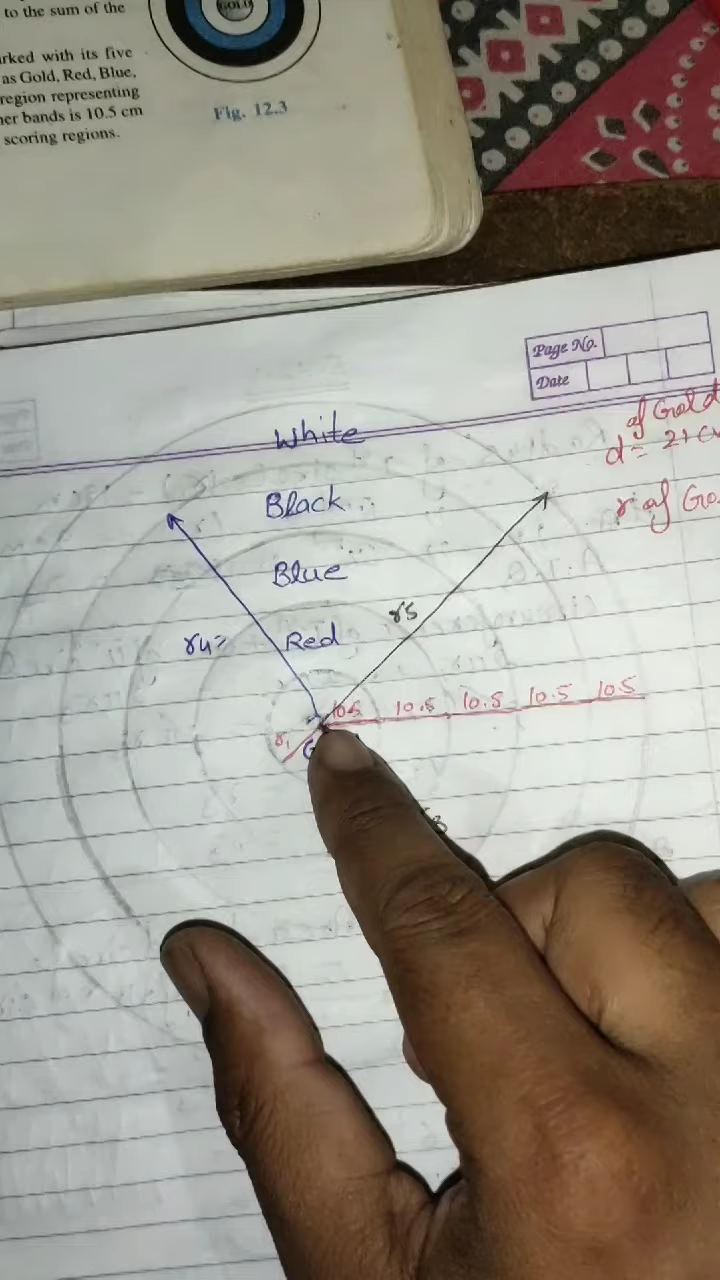 to the sum of the
GOLD
rked with its five
as Gold, Red, Blue,
region representing
er bands is 10.5 cm
scoring regions.
Fig. 12.3
Page No.
Date
White
of Gold
d = 21 c
Black
r of Go
Blue
r5
r4=
Red
10.5 10.5 10.5 10.5 10.5
r1
G